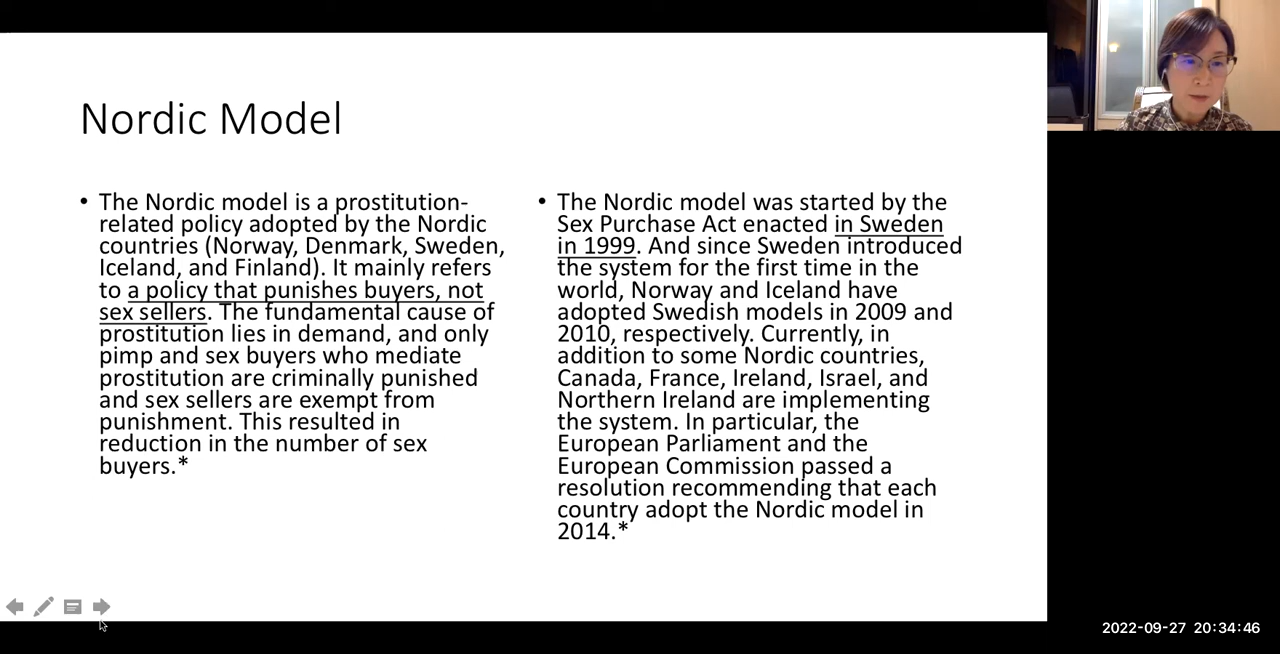 Nordic Model
• The Nordic model is a prostitution-
related policy adopted by the Nordic
countries (Norway, Denmark, Sweden,
Iceland, and Finland). It mainly refers
to a policy that punishes buyers, not
sex sellers. The fundamental cause of
prostitution lies in demand, and only
pimp and sex buyers who mediate
prostitution are criminally punished
and sex sellers are exempt from
punishment. This resulted in
reduction in the number of sex
buyers.*
• The Nordic model was started by the
Sex Purchase Act enacted in Sweden
in 1999. And since Sweden introduced
the system for the first time in the
world, Norway and Iceland have
adopted Swedish models in 2009 and
2010, respectively. Currently, in
addition to some Nordic countries,
Canada, France, Ireland, Israel, and
Northern Ireland are implementing
the system. In particular, the
European Parliament and the
European Commission passed a
resolution recommending that each
country adopt the Nordic model in
2014.*
2022-09-27 20:34:46